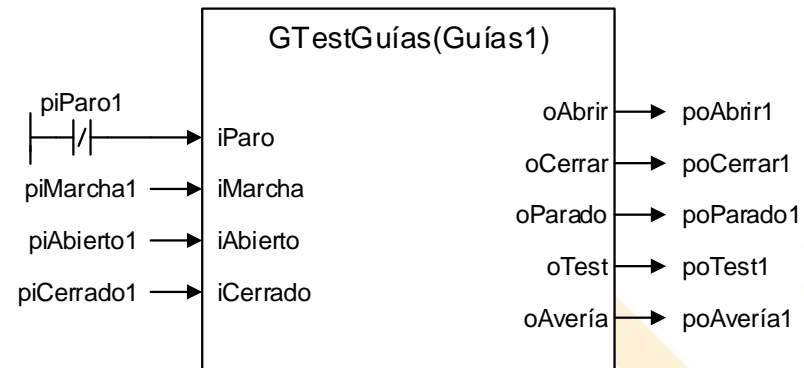 GTestGuías(Guías1)
piParo1
iParo
piMarcha1
iMarcha
piAbierto1
iAbierto
piCerrado1
iCerrado
oAbrir
poAbrir1
oCerrar
poCerrar1
oParado
poParado1
oTest
poTest1
oAvería
poAvería1